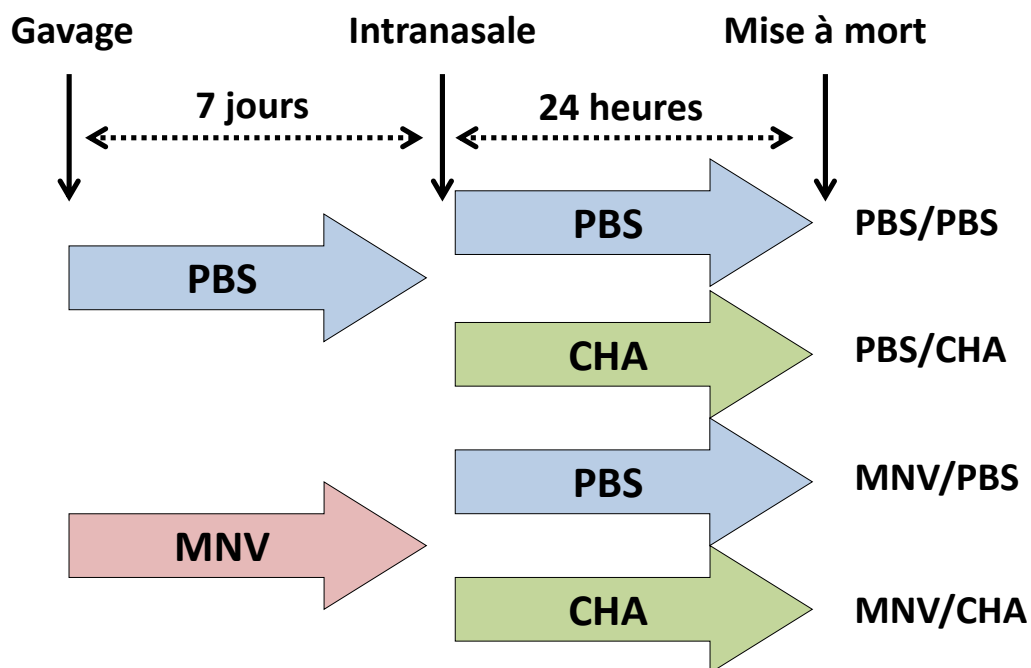 Gavage Intranasale Mise à mort
7 jours 24 heures
PBS PBS/PBS
PBS
CHA PBS/CHA
PBS MNV/PBS
MNV
CHA MNV/CHA